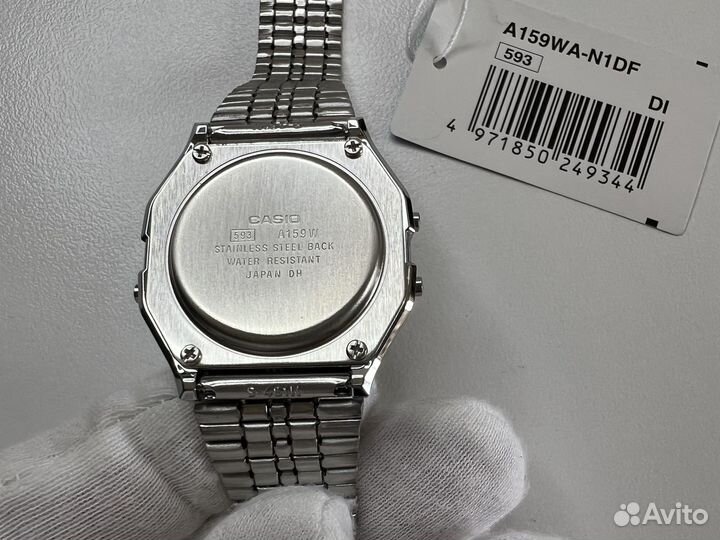 CASIO
593 A159W
STAINLESS STEEL BACK
WATER RESISTANT
JAPAN DH
A159WA-N1DF
593
DI
4 971850 249344
Avito